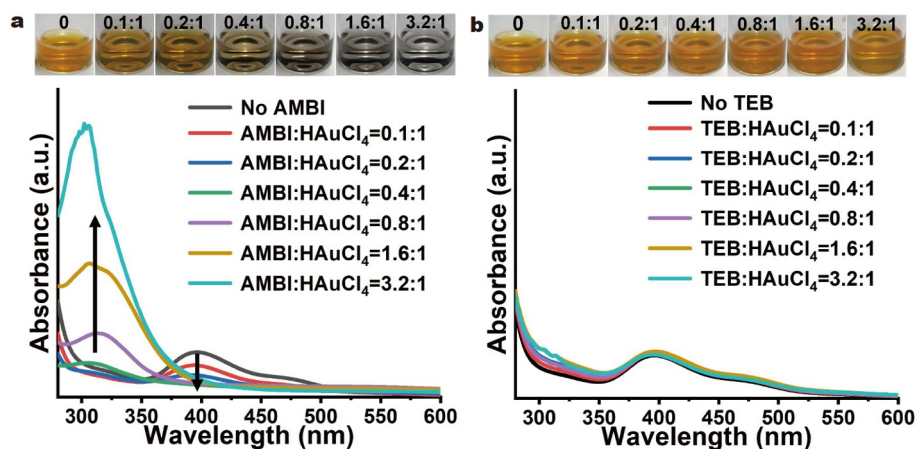 a
0 0.1:1 0.2:1 0.4:1 0.8:1 1.6:1 3.2:1
No AMBI
AMBI:HAuCl₄=0.1:1
AMBI:HAuCl₄=0.2:1
AMBI:HAuCl₄=0.4:1
AMBI:HAuCl₄=0.8:1
AMBI:HAuCl₄=1.6:1
AMBI:HAuCl₄=3.2:1
Absorbance (a.u.)
300 350 400 450 500 550 600
Wavelength (nm)
b
0 0.1:1 0.2:1 0.4:1 0.8:1 1.6:1 3.2:1
No TEB
TEB:HAuCl₄=0.1:1
TEB:HAuCl₄=0.2:1
TEB:HAuCl₄=0.4:1
TEB:HAuCl₄=0.8:1
TEB:HAuCl₄=1.6:1
TEB:HAuCl₄=3.2:1
Absorbance (a.u.)
300 350 400 450 500 550 600
Wavelength (nm)